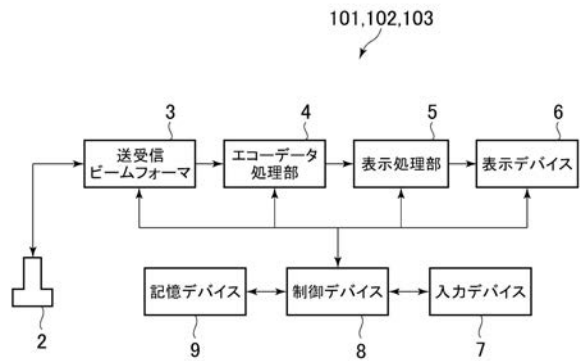 101,102,103
3
4
5
6
送受信
ビームフォーマ
エコーデータ
処理部
表示処理部
表示デバイス
記憶デバイス
制御デバイス
入力デバイス
2
9
8
7